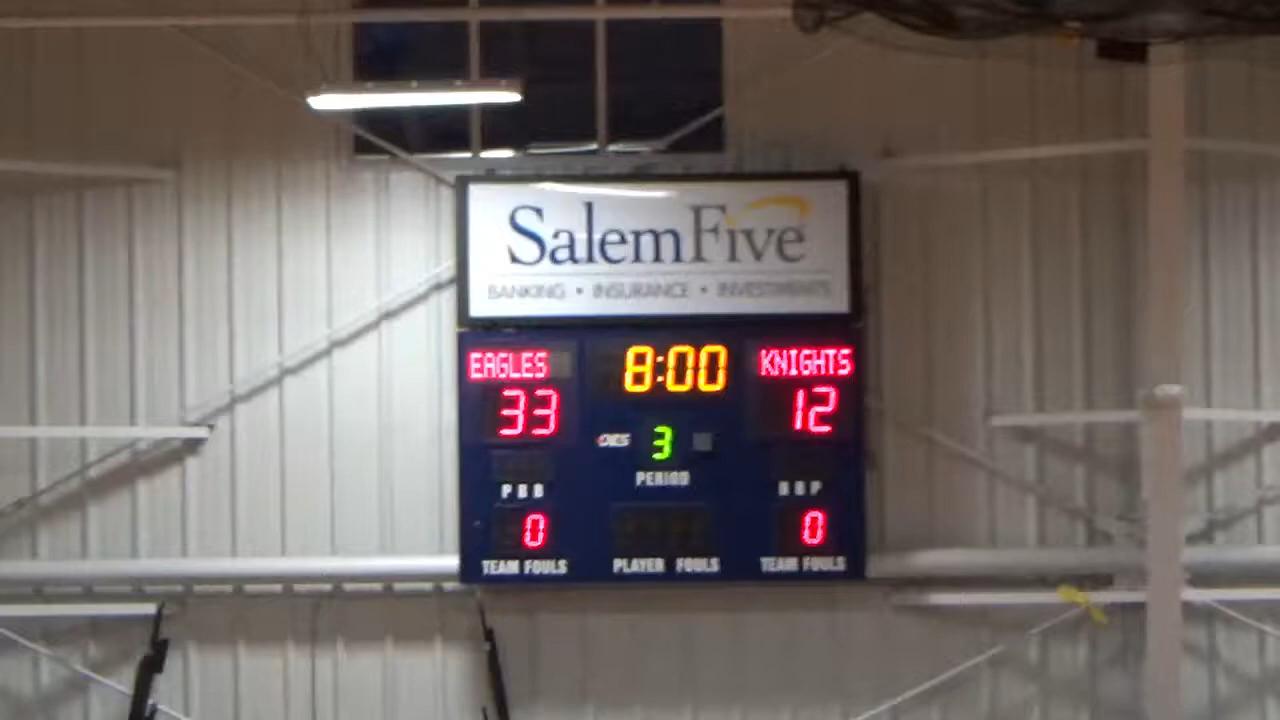 SalemFive
BANKING • INSURANCE • INVESTMENTS
EAGLES 8:00 KNIGHTS
33 12
3
PERIOD
P B B B B P
0 0
TEAM FOULS PLAYER FOULS TEAM FOULS